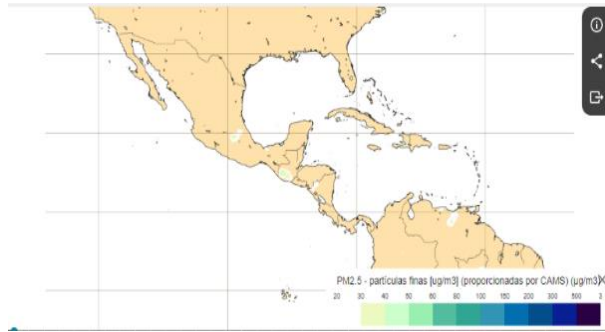 PM2.5 - partículas finas [ug/m3] (proporcionadas por CAMS) (µg/m3)
20 30 40 50 60 80 100 150 200 300 500